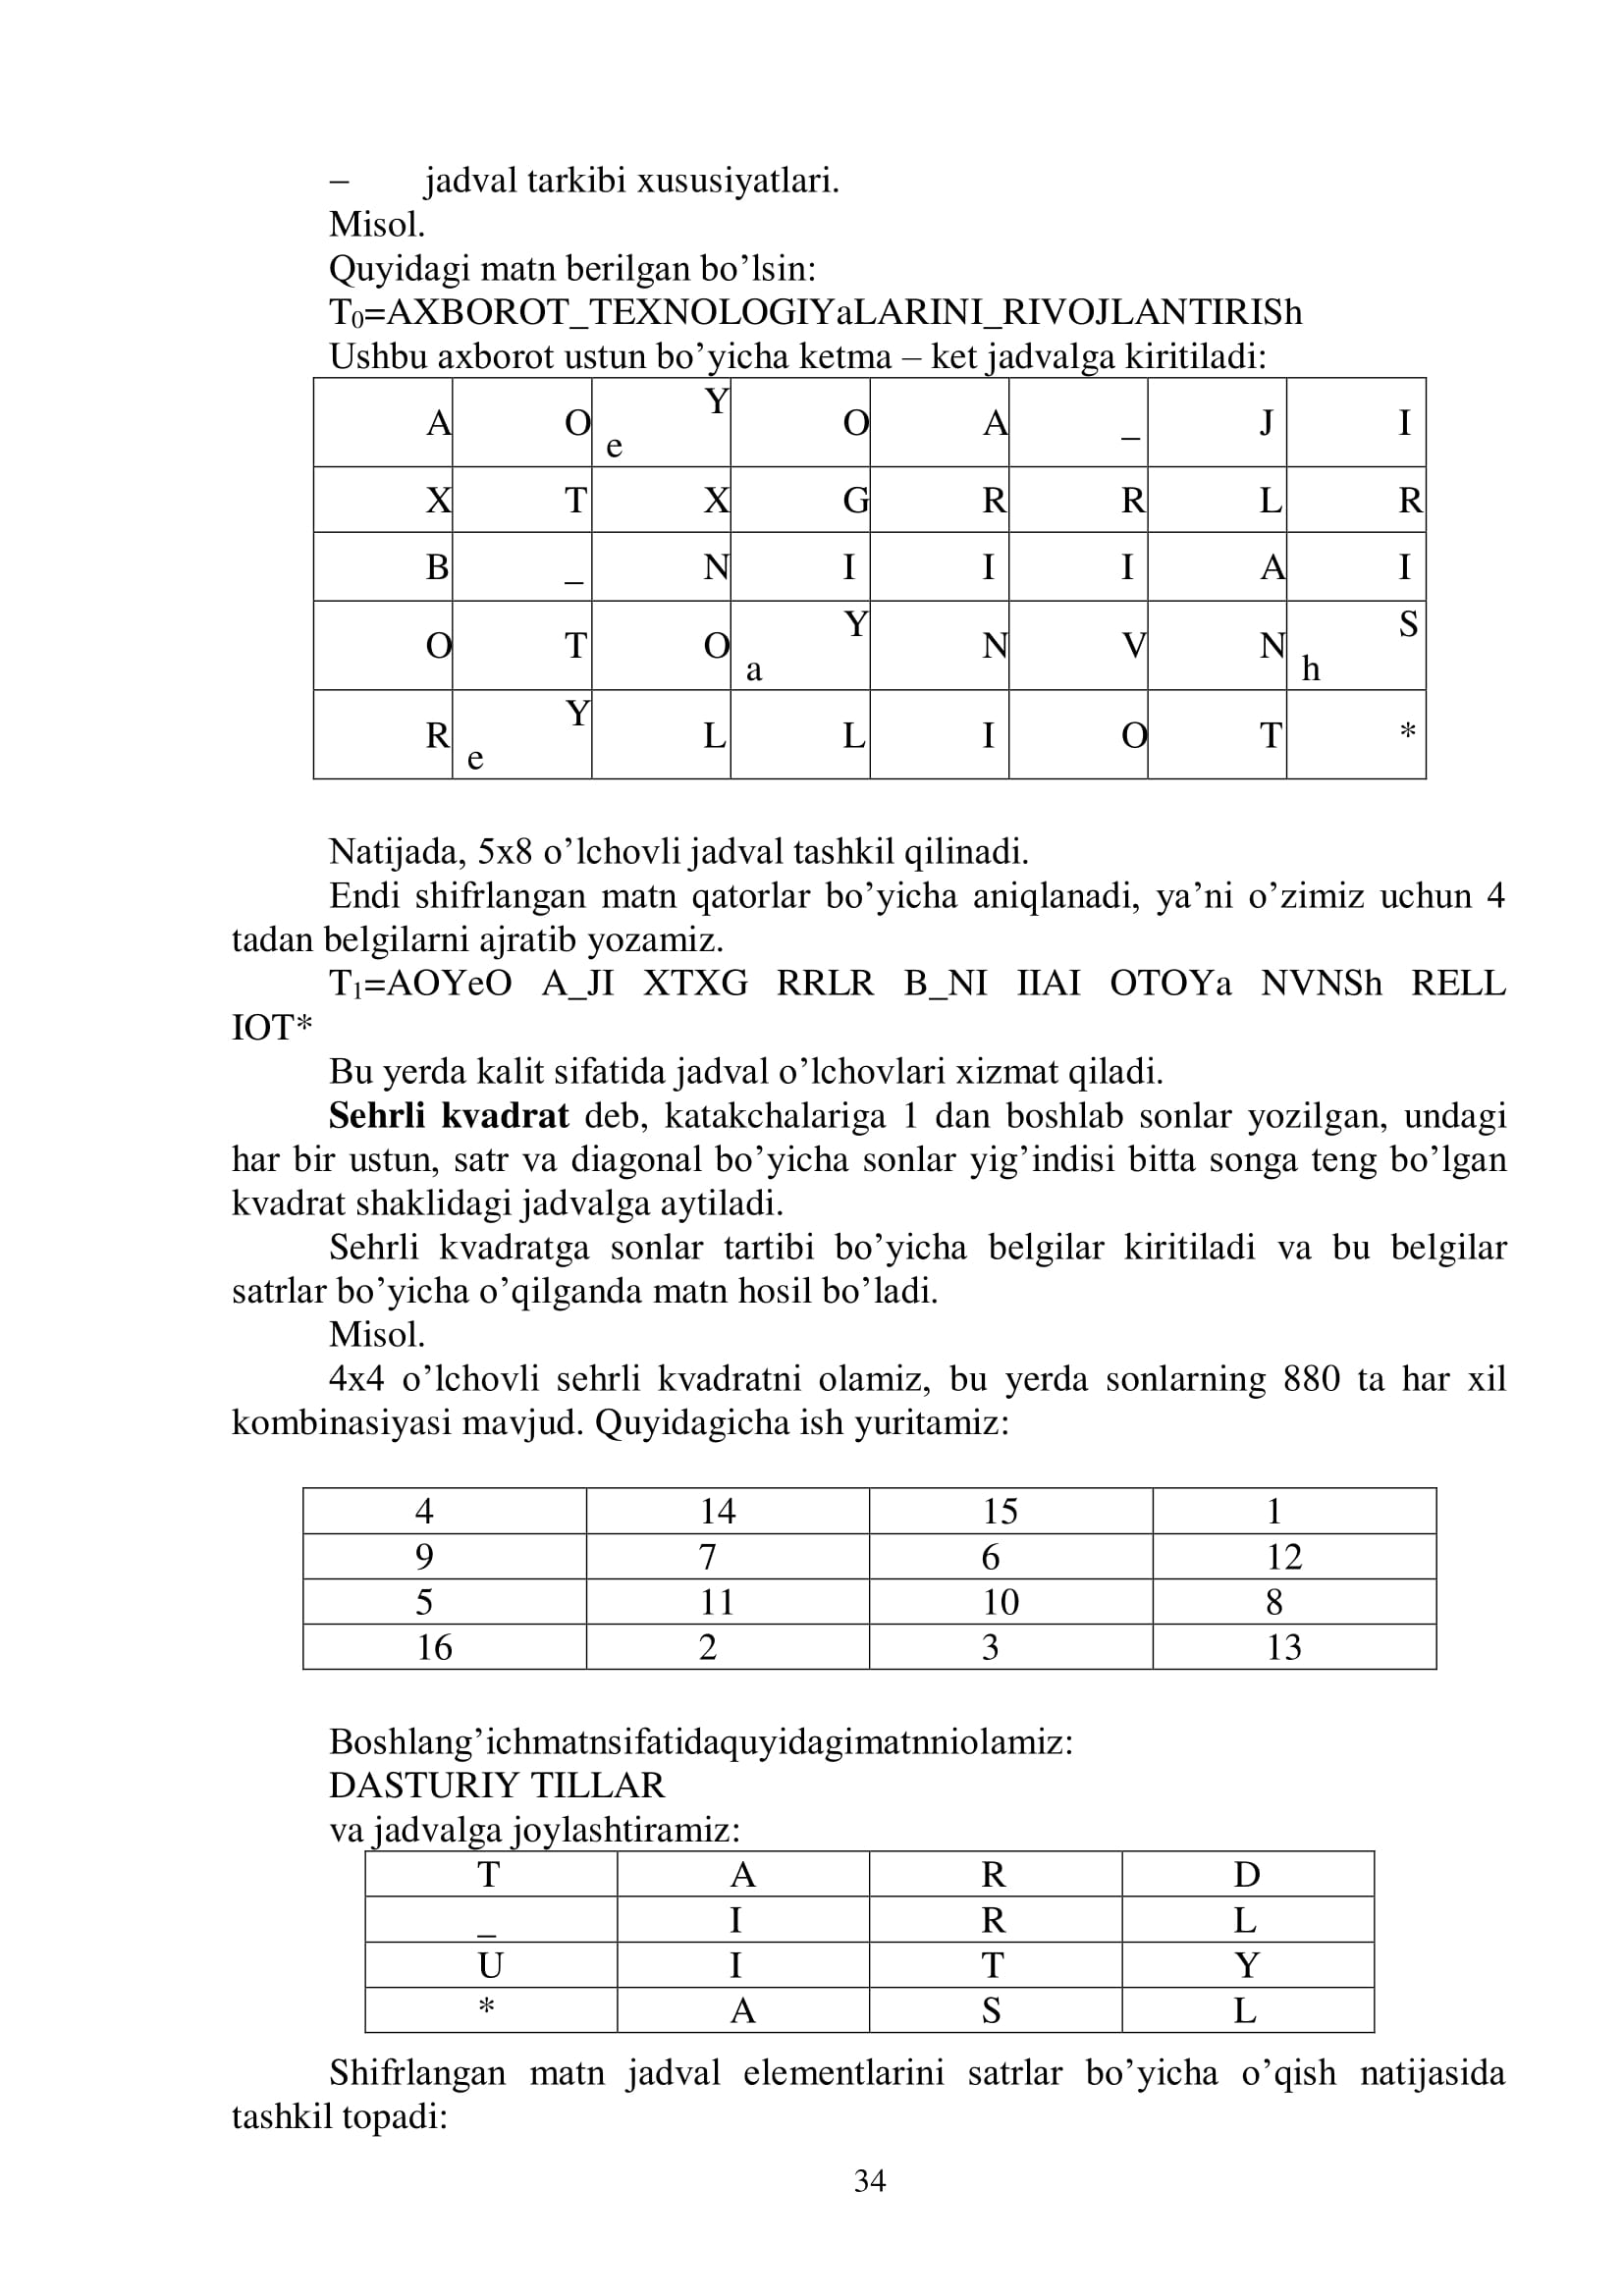 – jadval tarkibi xususiyatlari.
Misol.
Quyidagi matn berilgan bo’lsin:
T0=AXBOROT_TEXNOLOGIYaLARINI_RIVOJLANTIRISh
Ushbu axborot ustun bo’yicha ketma – ket jadvalga kiritiladi:
A O Ye O A _ J I
X T X G R R L R
B _ N I I I A I
O T O Ya N V N Sh
R Ye L L I O T *
Natijada, 5x8 o’lchovli jadval tashkil qilinadi.
Endi shifrlangan matn qatorlar bo’yicha aniqlanadi, ya’ni o’zimiz uchun 4
tadan belgilarni ajratib yozamiz.
T1=AOYeO A_JI XTXG RRLR B_NI IIAI OTOYa NVNSh RELL
IOT*
Bu yerda kalit sifatida jadval o’lchovlari xizmat qiladi.
Sehrli kvadrat deb, katakchalariga 1 dan boshlab sonlar yozilgan, undagi
har bir ustun, satr va diagonal bo’yicha sonlar yig’indisi bitta songa teng bo’lgan
kvadrat shaklidagi jadvalga aytiladi.
Sehrli kvadratga sonlar tartibi bo’yicha belgilar kiritiladi va bu belgilar
satrlar bo’yicha o’qilganda matn hosil bo’ladi.
Misol.
4x4 o’lchovli sehrli kvadratni olamiz, bu yerda sonlarning 880 ta har xil
kombinasiyasi mavjud. Quyidagicha ish yuritamiz:
4 14 15 1
9 7 6 12
5 11 10 8
16 2 3 13
Boshlang’ichmatnsifatidaquyidagimatnniolamiz:
DASTURIY TILLAR
va jadvalga joylashtiramiz:
T A R D
_ I R L
U I T Y
* A S L
Shifrlangan matn jadval elementlarini satrlar bo’yicha o’qish natijasida
tashkil topadi:
34